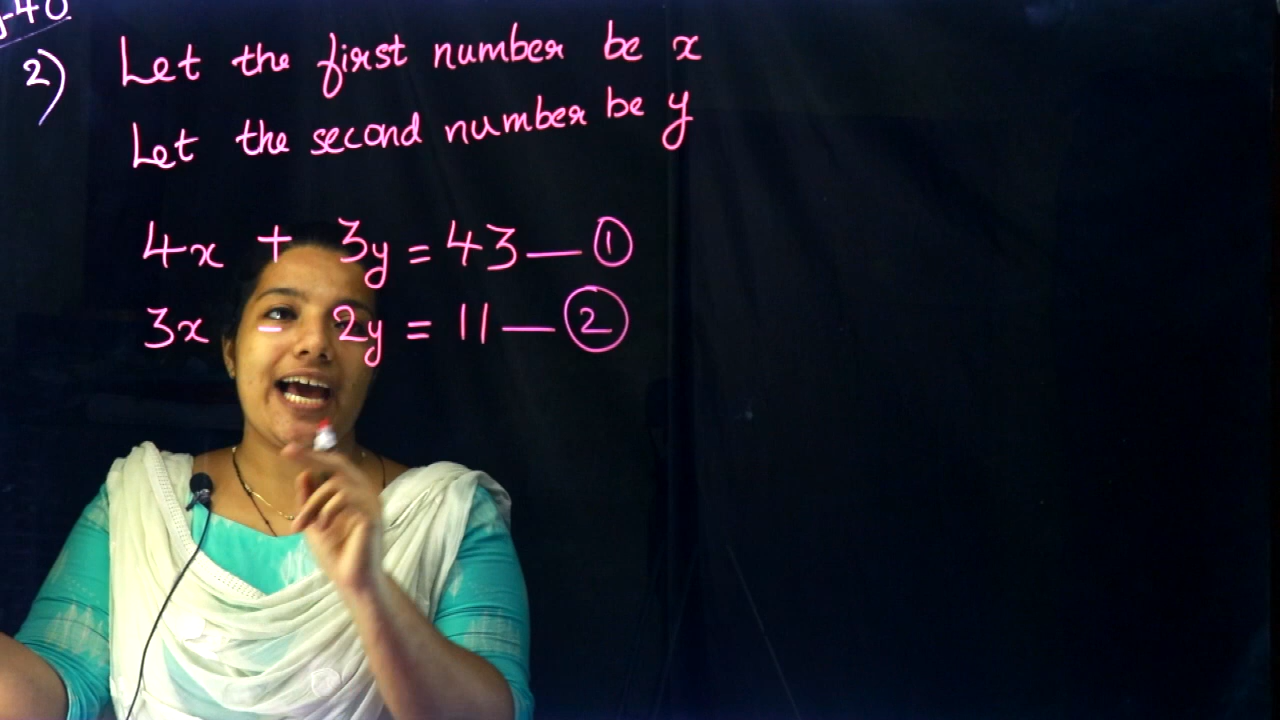 g-40
2) Let the first number be x
Let the second number be y
4x + 3y = 43 — ①
3x - 2y = 11 — ②